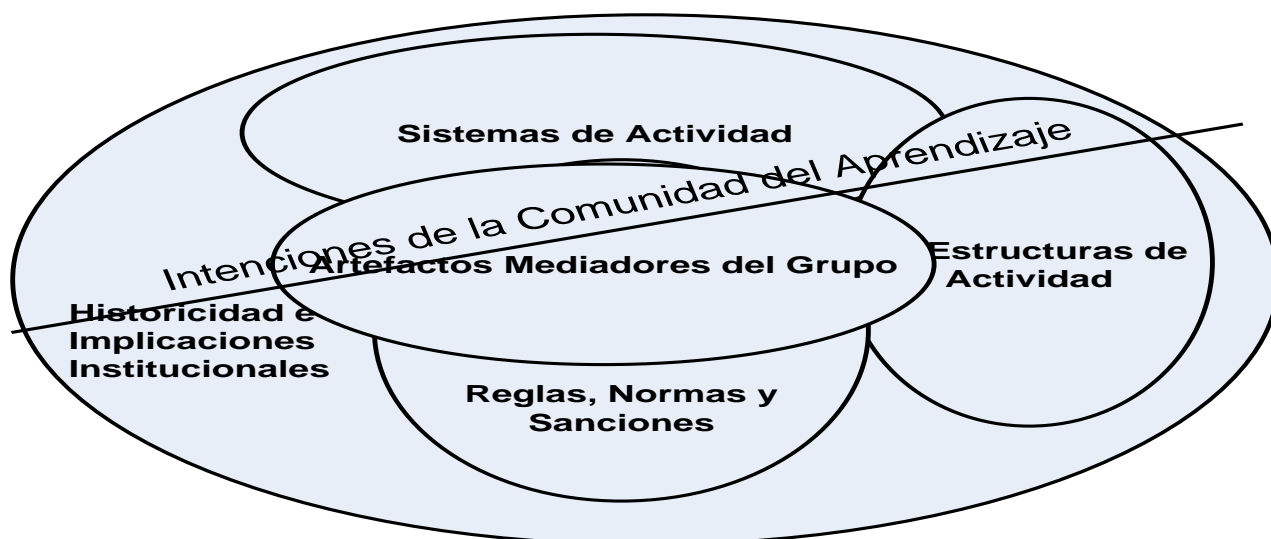 Sistemas de Actividad
Intenciones de la Comunidad del Aprendizaje
Artefactos Mediadores del Grupo
Estructuras de
Actividad
Historicidad e
Implicaciones
Institucionales
Reglas, Normas y
Sanciones